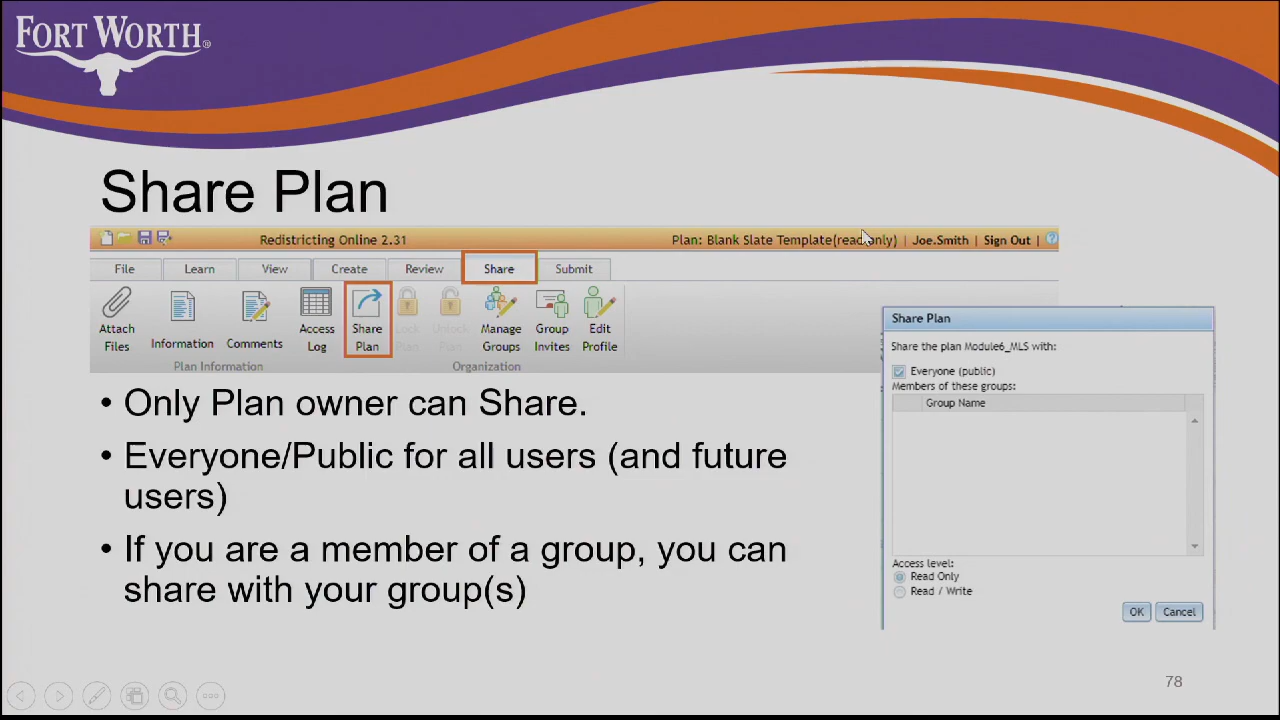 FORT WORTH®
Share Plan
Redistricting Online 2.31
Plan: Blank Slate Template(read only) | Joe.Smith | Sign Out |
File Learn View Create Review Share Submit
Attach Files
Information
Comments
Access Log
Share Plan
Lock Plan
Unlock Plan
Manage Groups
Group Invites
Edit Profile
Plan Information
Organization
Share Plan
Share the plan Module6_MLS with:
Everyone (public)
Members of these groups:
Group Name
Access level:
Read Only
Read / Write
OK Cancel
• Only Plan owner can Share.
• Everyone/Public for all users (and future
users)
• If you are a member of a group, you can
share with your group(s)
78